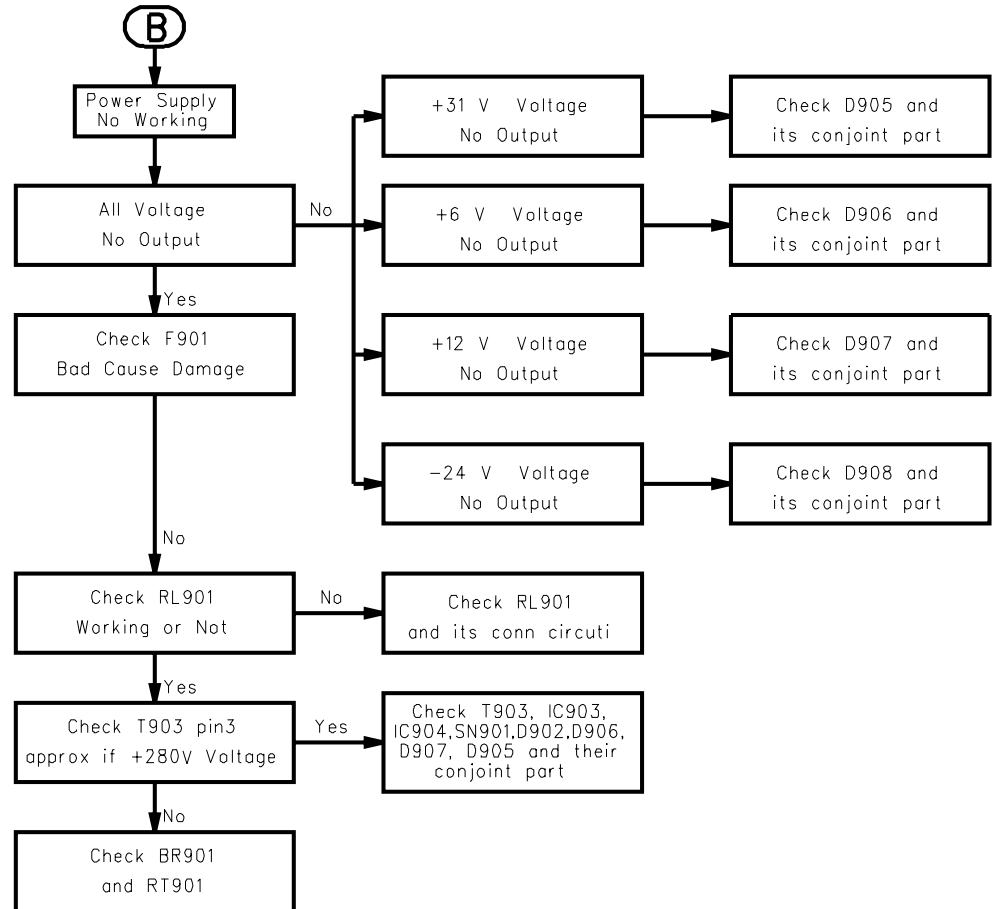 B
Power Supply
No Working
All Voltage
No Output
No
+31 V Voltage
No Output
Check D905 and
its conjoint part
+6 V Voltage
No Output
Check D906 and
its conjoint part
Yes
Check F901
Bad Cause Damage
+12 V Voltage
No Output
Check D907 and
its conjoint part
-24 V Voltage
No Output
Check D908 and
its conjoint part
No
Check RL901
Working or Not
No
Check RL901
and its conn circuti
Yes
Check T903 pin3
approx if +280V Voltage
Yes
Check T903, IC903,
IC904,SN901,D902,D906,
D907, D905 and their
conjoint part
No
Check BR901
and RT901